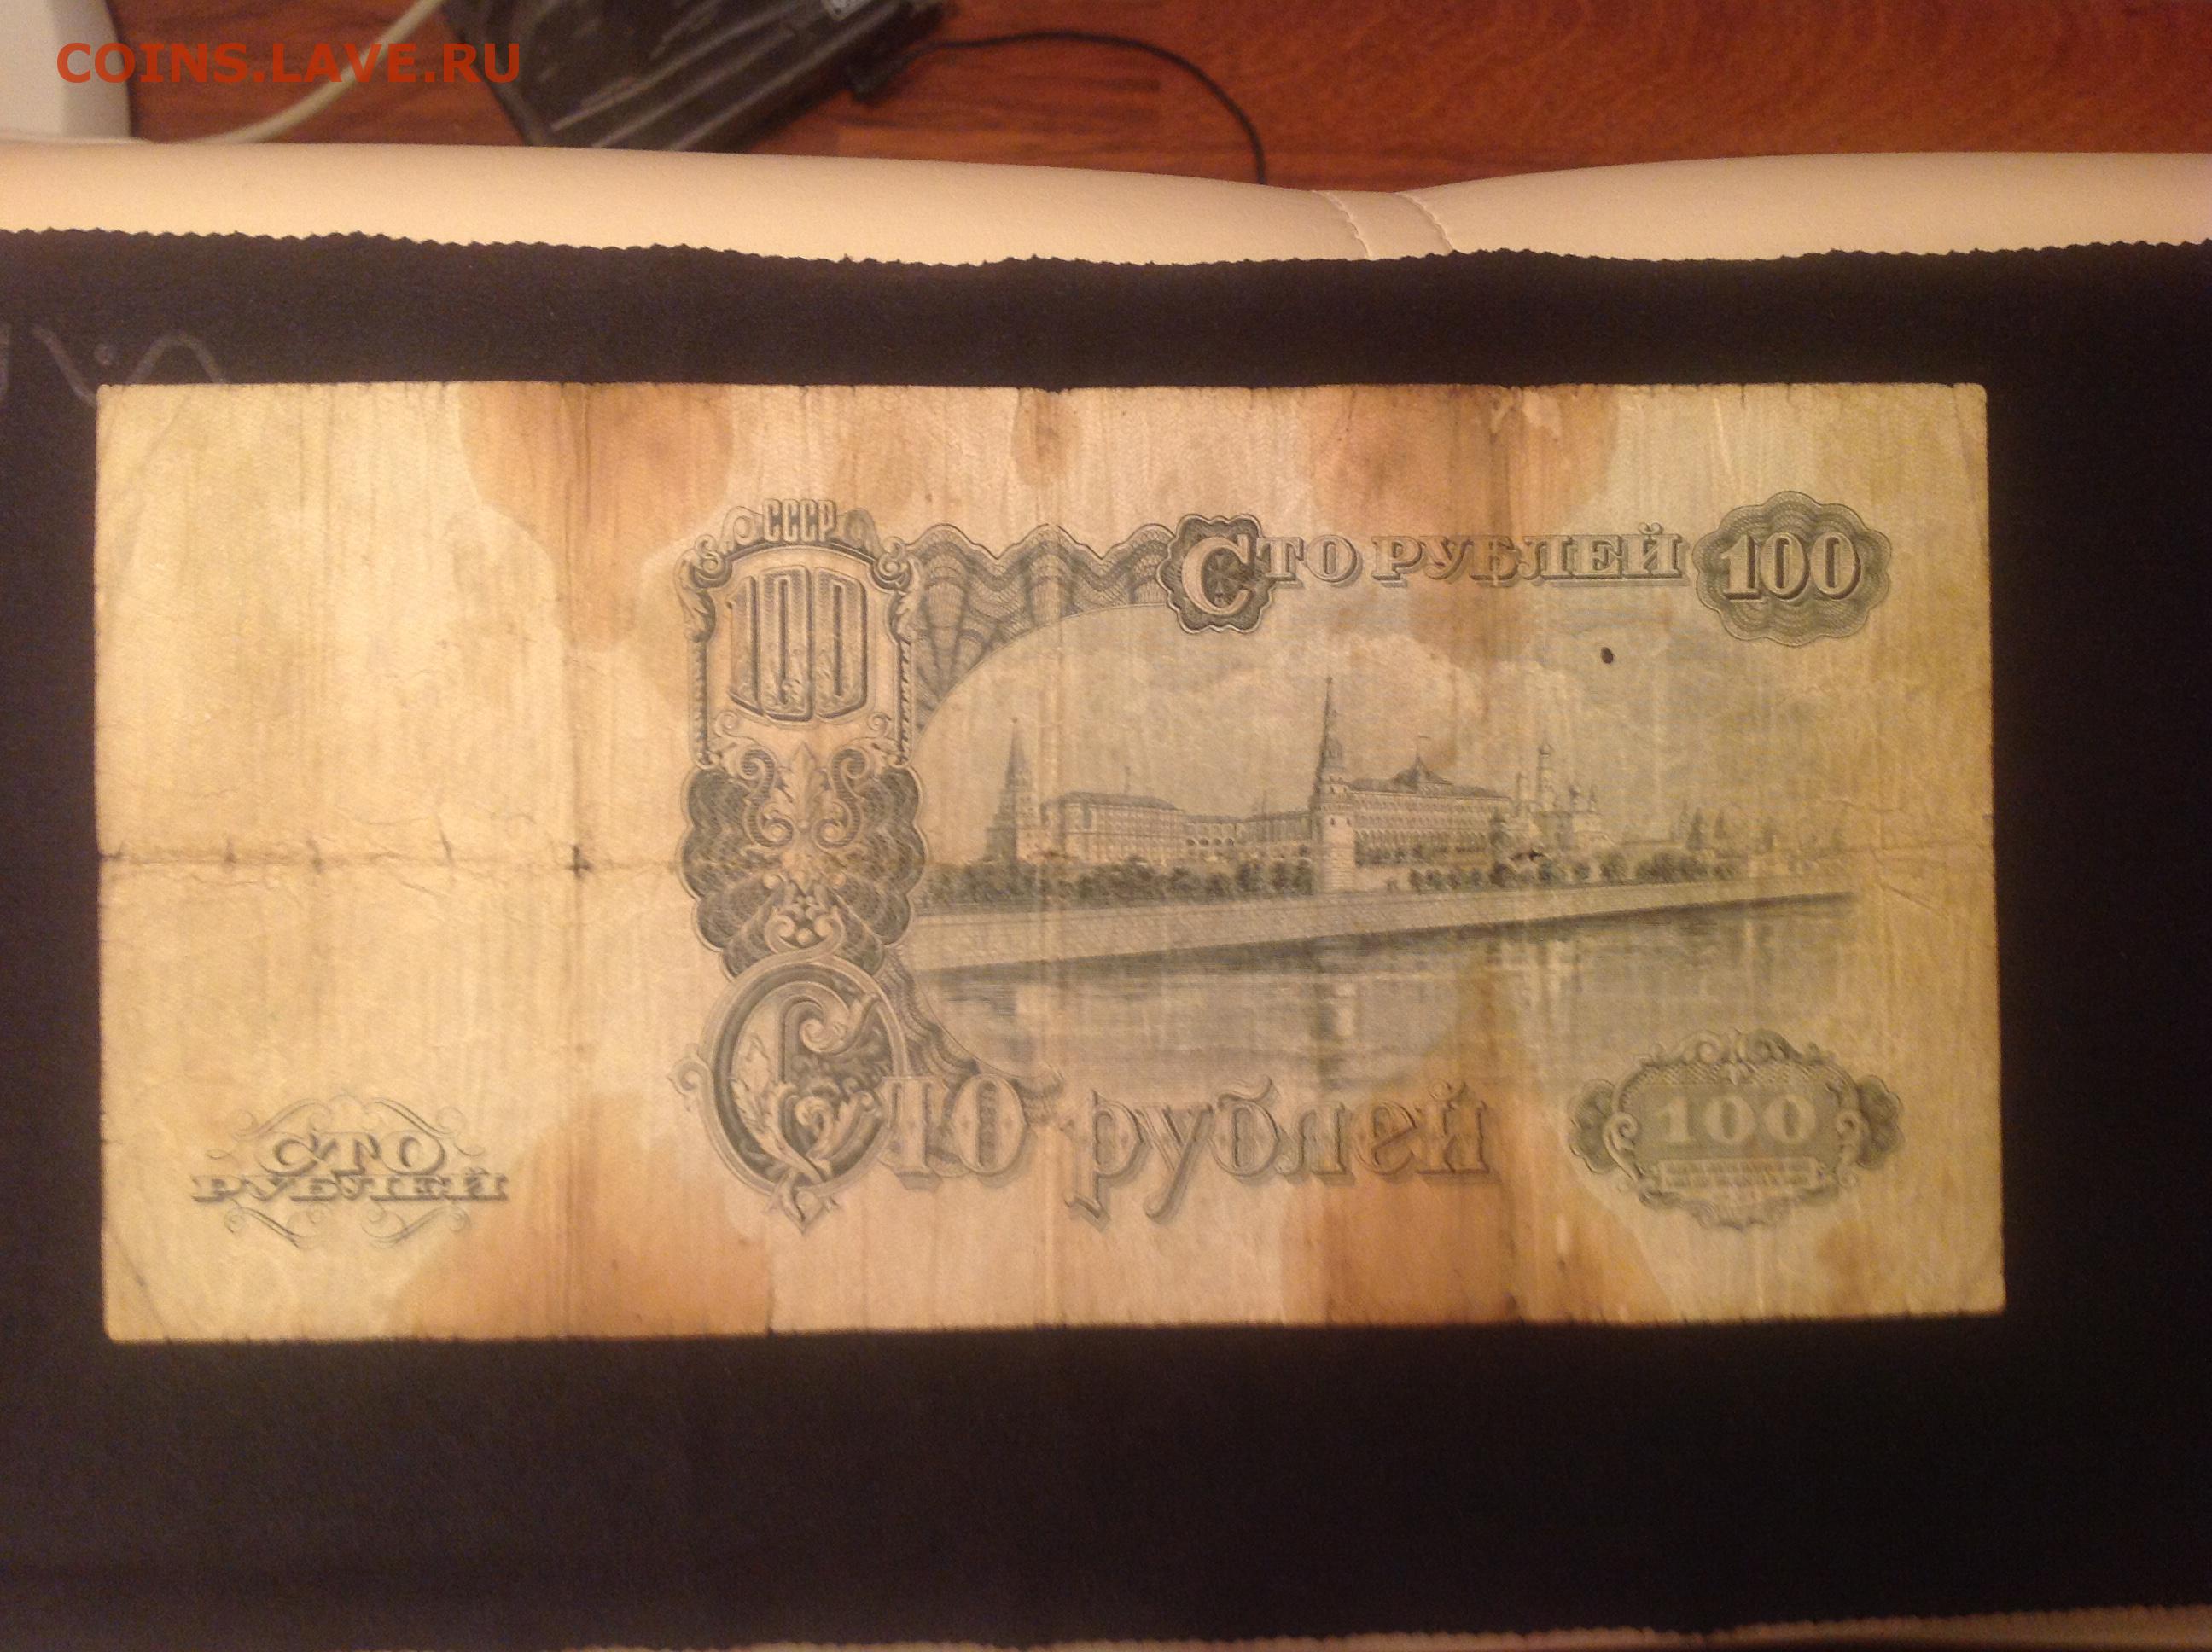 COINS.LAVE.RU
СССР
100
Сто рублей
100
Сто рублей
100
СТО
РУБЛЕЙ